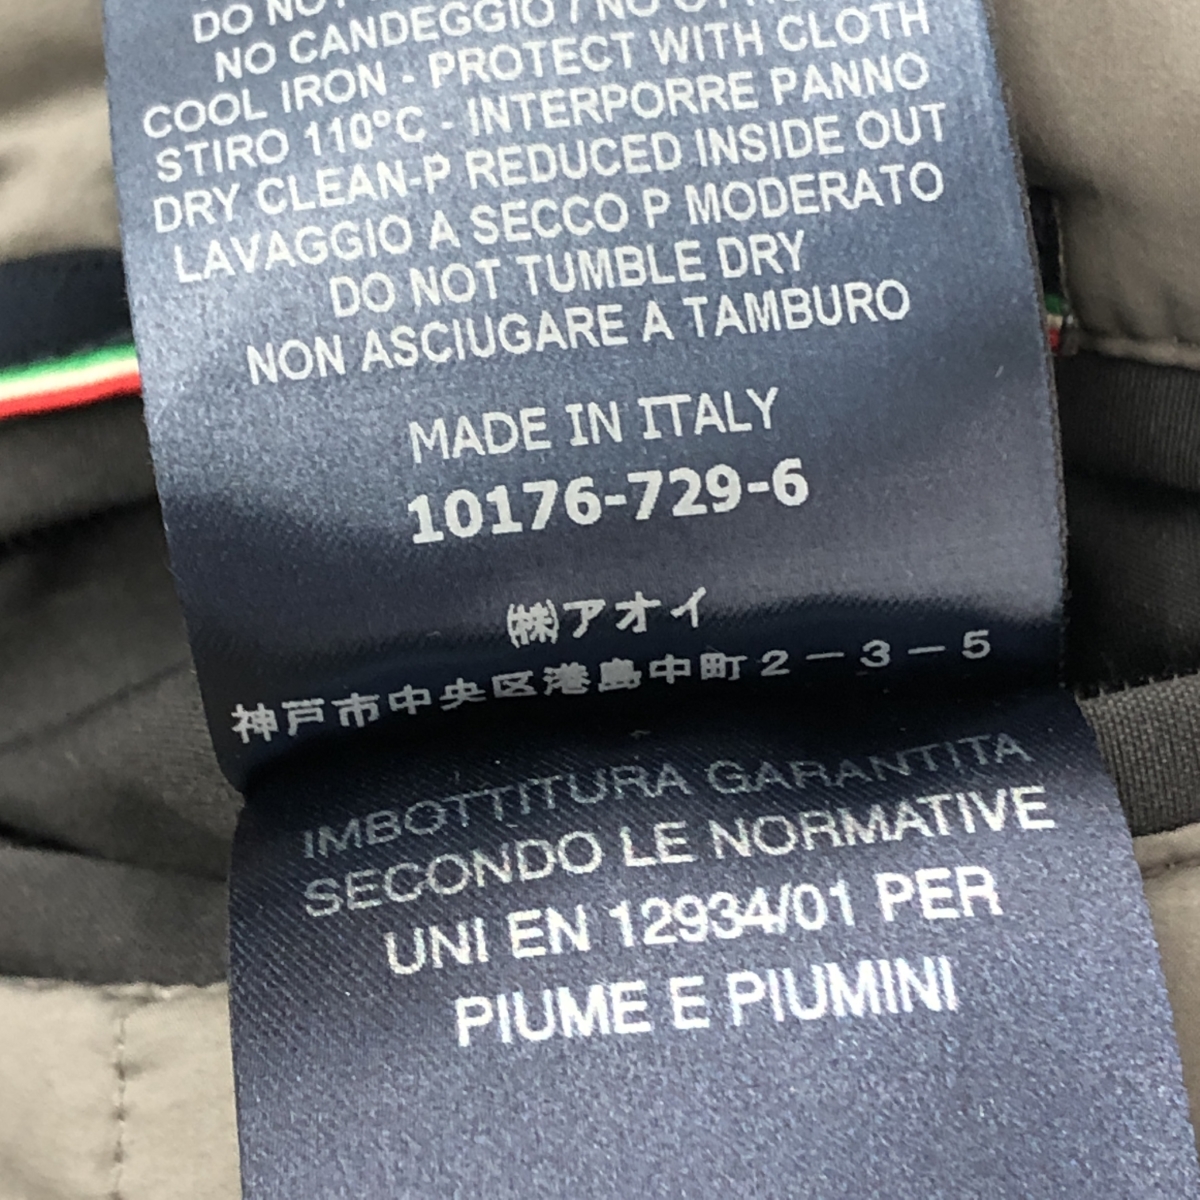 DO NOT
NO CANDEGGIO / NO
COOL IRON - PROTECT WITH CLOTH
STIRO 110°C - INTERPORRE PANNO
DRY CLEAN-P REDUCED INSIDE OUT
LAVAGGIO A SECCO P MODERATO
DO NOT TUMBLE DRY
NON ASCIUGARE A TAMBURO
MADE IN ITALY
10176-729-6
㈱アオイ
神戸市中央区港島中町2-3-5
IMBOTTITURA GARANTITA
SECONDO LE NORMATIVE
UNI EN 12934/01 PER
PIUME E PIUMINI